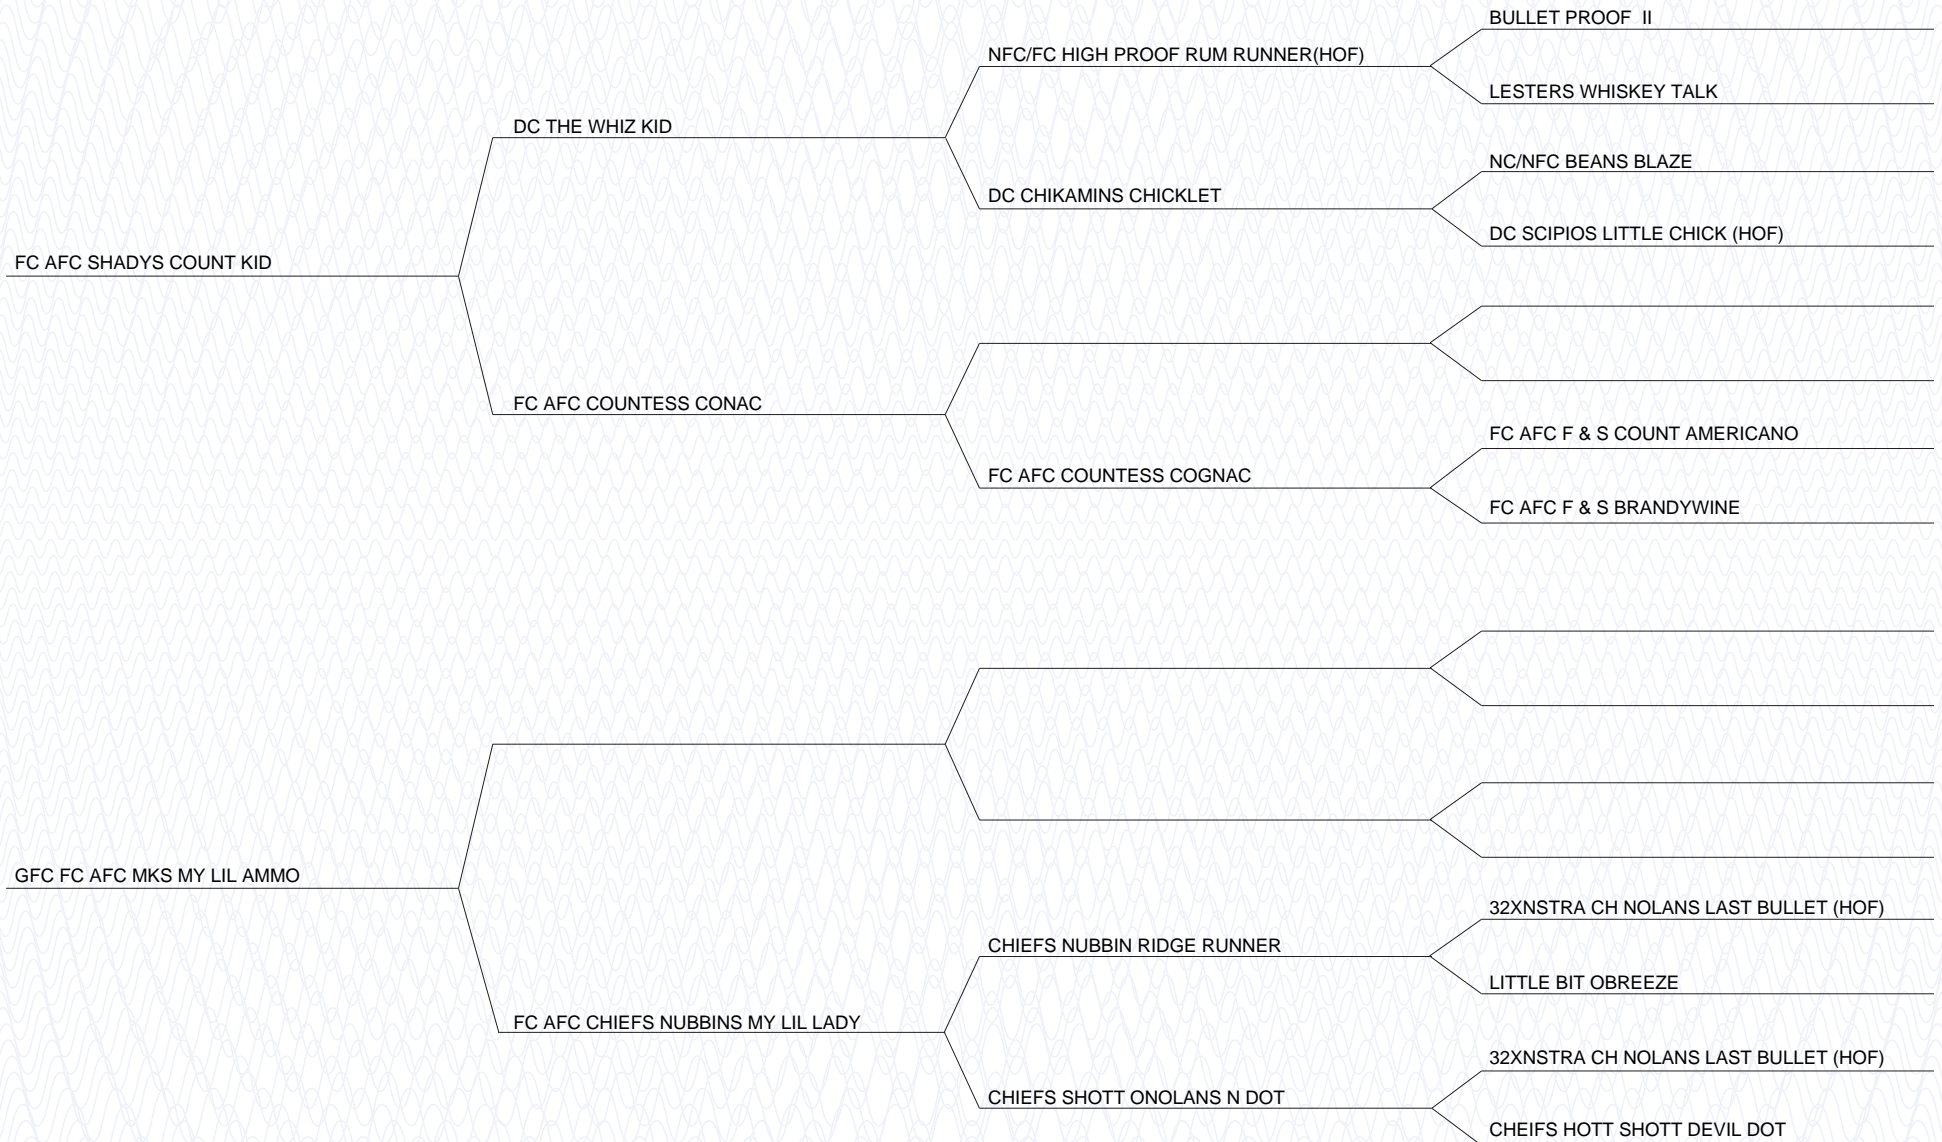 BULLET PROOF  II
NFC/FC HIGH PROOF RUM RUNNER(HOF)
LESTERS WHISKEY TALK
DC THE WHIZ KID
NC/NFC BEANS BLAZE
DC CHIKAMINS CHICKLET
DC SCIPIOS LITTLE CHICK (HOF)
FC AFC SHADYS COUNT KID
FC AFC COUNTESS CONAC
FC AFC F & S COUNT AMERICANO
FC AFC COUNTESS COGNAC
FC AFC F & S BRANDYWINE
GFC FC AFC MKS MY LIL AMMO
32XNSTRA CH NOLANS LAST BULLET (HOF)
CHIEFS NUBBIN RIDGE RUNNER
LITTLE BIT OBREEZE
FC AFC CHIEFS NUBBINS MY LIL LADY
32XNSTRA CH NOLANS LAST BULLET (HOF)
CHIEFS SHOTT ONOLANS N DOT
CHEIFS HOTT SHOTT DEVIL DOT